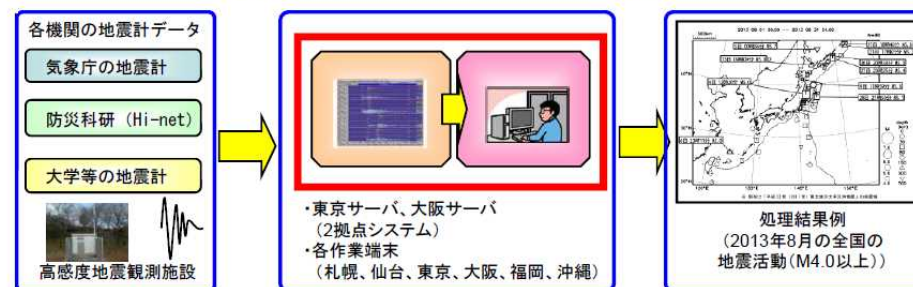 各機関の地震計データ
気象庁の地震計
防災科研（Hi-net）
大学等の地震計
高感度地震観測施設
・東京サーバ、大阪サーバ
（2拠点システム）
・各作業端末
（札幌、仙台、東京、大阪、福岡、沖縄）
処理結果例
（2013年8月の全国の
地震活動（M4.0以上））